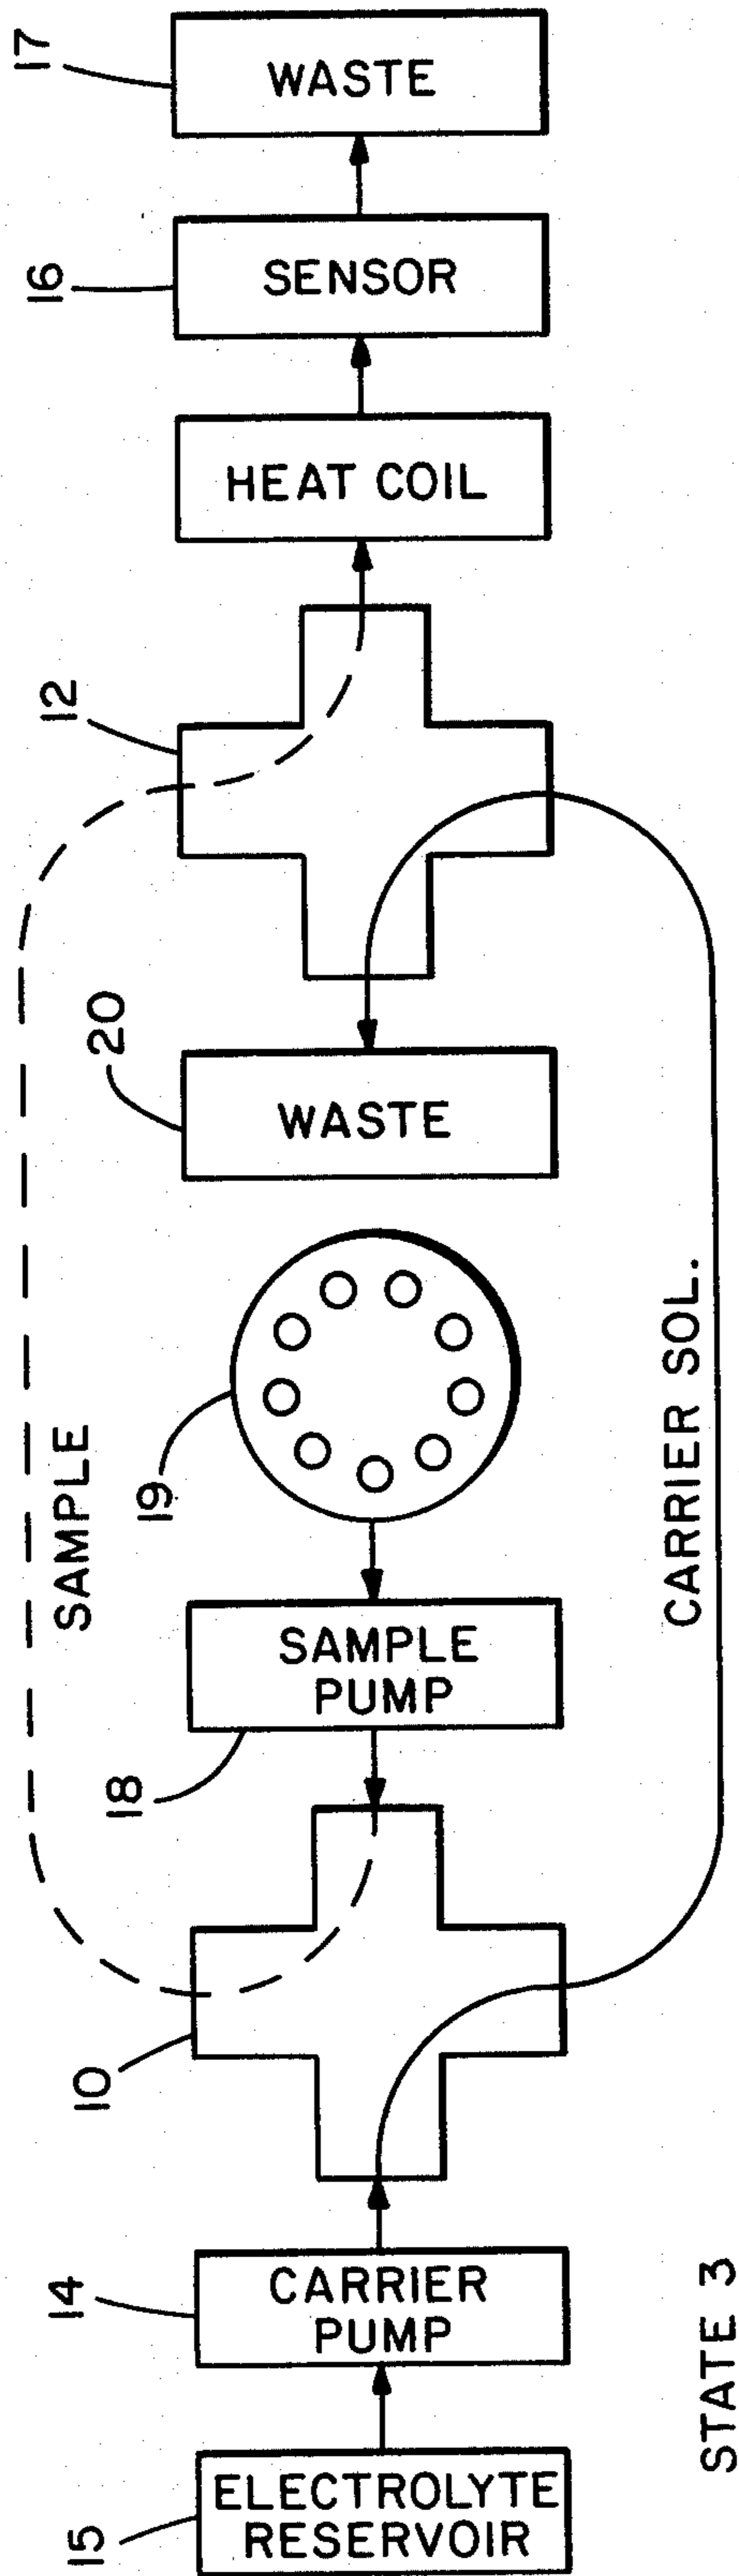 15
ELECTROLYTE
RESERVOIR
14
CARRIER
PUMP
10
18
SAMPLE
PUMP
SAMPLE
19
20
WASTE
12
HEAT COIL
16
SENSOR
17
WASTE
CARRIER SOL.
STATE 3